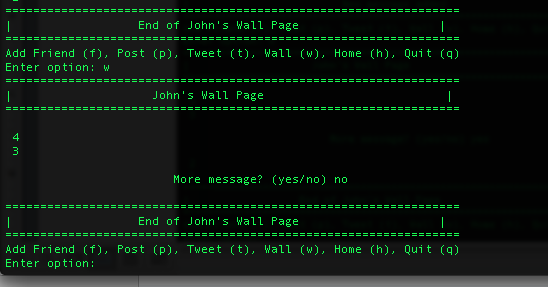 =================================================================
|                  End of John's Wall Page                    |
=================================================================
Add Friend (f), Post (p), Tweet (t), Wall (w), Home (h), Quit (q)
Enter option: w
=================================================================
|                    John's Wall Page                          |
=================================================================
4
3
More message? (yes/no) no
=================================================================
|                  End of John's Wall Page                    |
=================================================================
Add Friend (f), Post (p), Tweet (t), Wall (w), Home (h), Quit (q)
Enter option: